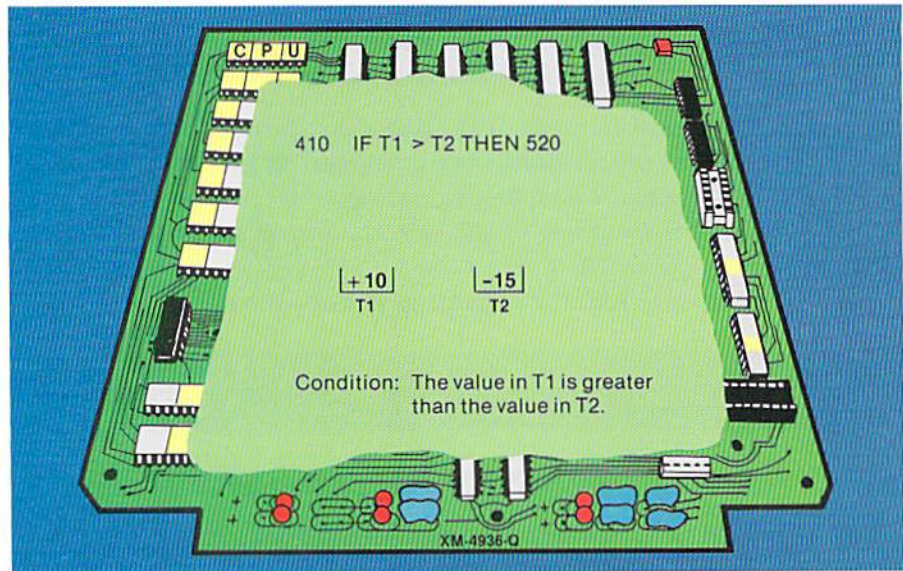 CPU
410 IF T1 > T2 THEN 520
+10 -15
T1 T2
Condition: The value in T1 is greater
than the value in T2.
+ +
+ +
XM-4936-Q